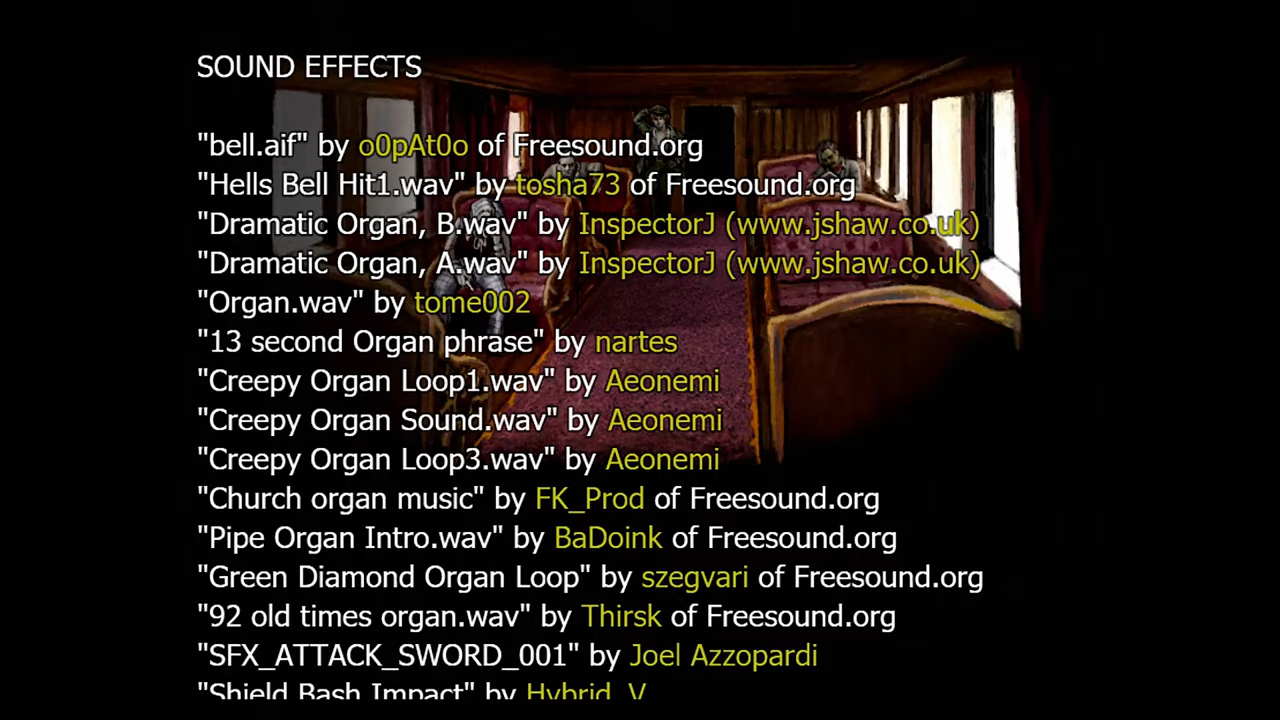 SOUND EFFECTS
"bell.aif" by o0pAt0o of Freesound.org
"Hells Bell Hit1.wav" by tosha73 of Freesound.org
"Dramatic Organ, B.wav" by InspectorJ (www.jshaw.co.uk)
"Dramatic Organ, A.wav" by InspectorJ (www.jshaw.co.uk)
"Organ.wav" by tome002
"13 second Organ phrase" by nartes
"Creepy Organ Loop1.wav" by Aeonemi
"Creepy Organ Sound.wav" by Aeonemi
"Creepy Organ Loop3.wav" by Aeonemi
"Church organ music" by FK_Prod of Freesound.org
"Pipe Organ Intro.wav" by BaDoink of Freesound.org
"Green Diamond Organ Loop" by szegvari of Freesound.org
"92 old times organ.wav" by Thirsk of Freesound.org
"SFX_ATTACK_SWORD_001" by Joel Azzopardi
"Shield Bash Impact" by Hybrid_V